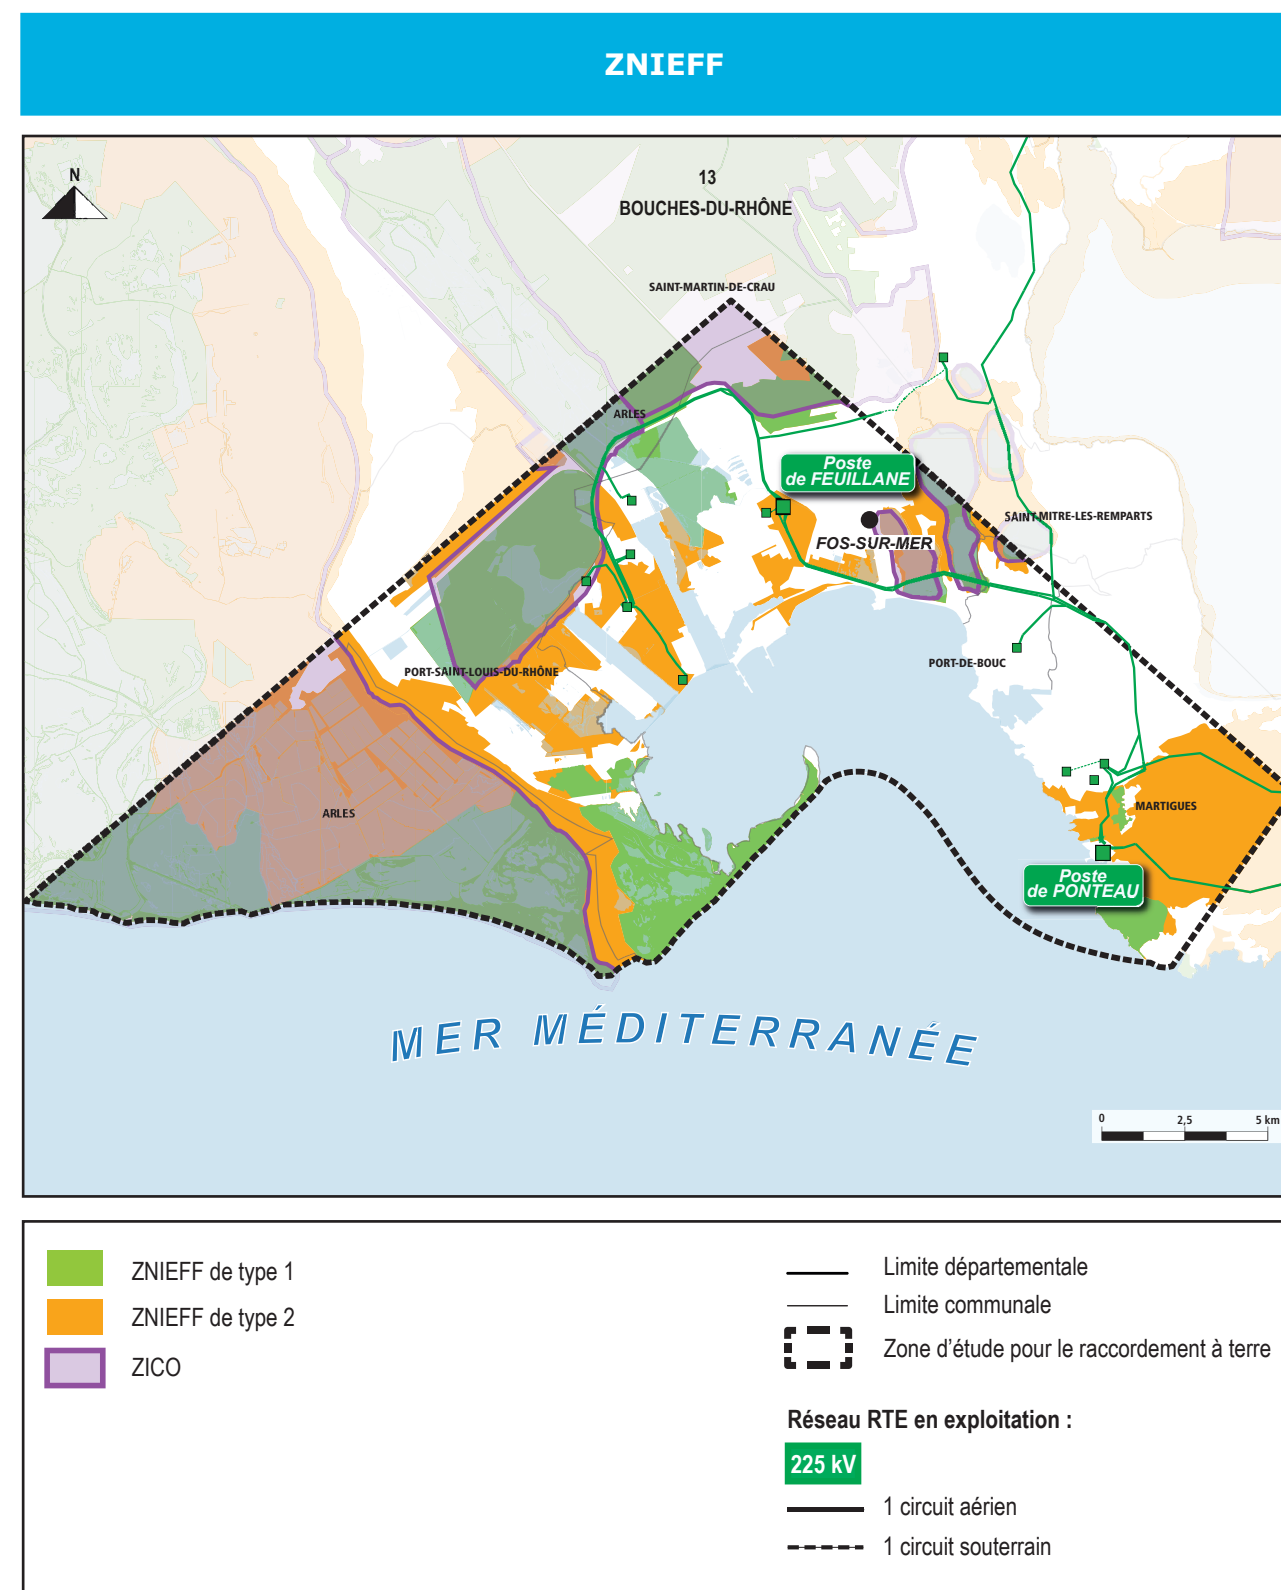 ZNIEFF
N
13
BOUCHES-DU-RHÔNE
SAINT-MARTIN-DE-CRAU
ARLES
Poste
de FEUILLANE
FOS-SUR-MER
SAINT-MITRE-LES-REMPARTS
PORT-SAINT-LOUIS-DU-RHÔNE
PORT-DE-BOUC
ARLES
MARTIGUES
Poste
de PONTEAU
MER MÉDITERRANÉE
0 2,5 5 km
ZNIEFF de type 1
ZNIEFF de type 2
ZICO
Limite départementale
Limite communale
Zone d’étude pour le raccordement à terre
Réseau RTE en exploitation :
225 kV
1 circuit aérien
1 circuit souterrain